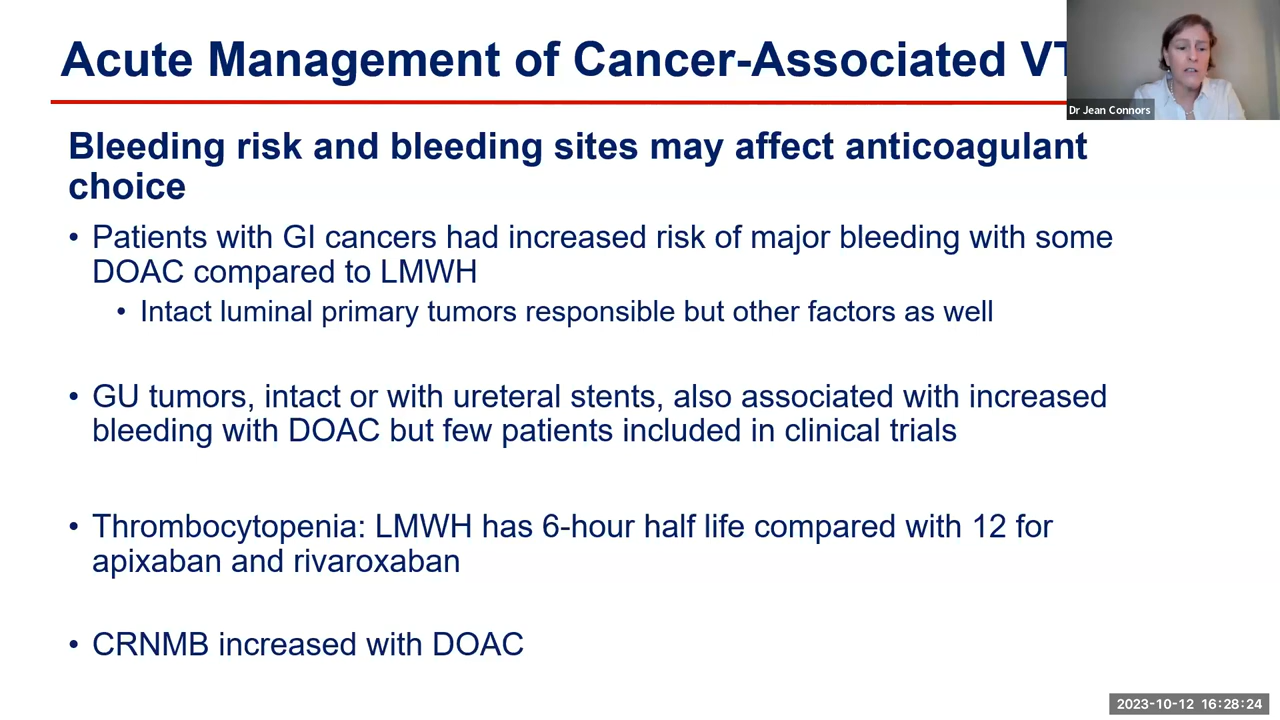 Acute Management of Cancer-Associated VT
Dr Jean Connors
Bleeding risk and bleeding sites may affect anticoagulant
choice
• Patients with GI cancers had increased risk of major bleeding with some
DOAC compared to LMWH
• Intact luminal primary tumors responsible but other factors as well
• GU tumors, intact or with ureteral stents, also associated with increased
bleeding with DOAC but few patients included in clinical trials
• Thrombocytopenia: LMWH has 6-hour half life compared with 12 for
apixaban and rivaroxaban
• CRNMB increased with DOAC
2023-10-12 16:28:24